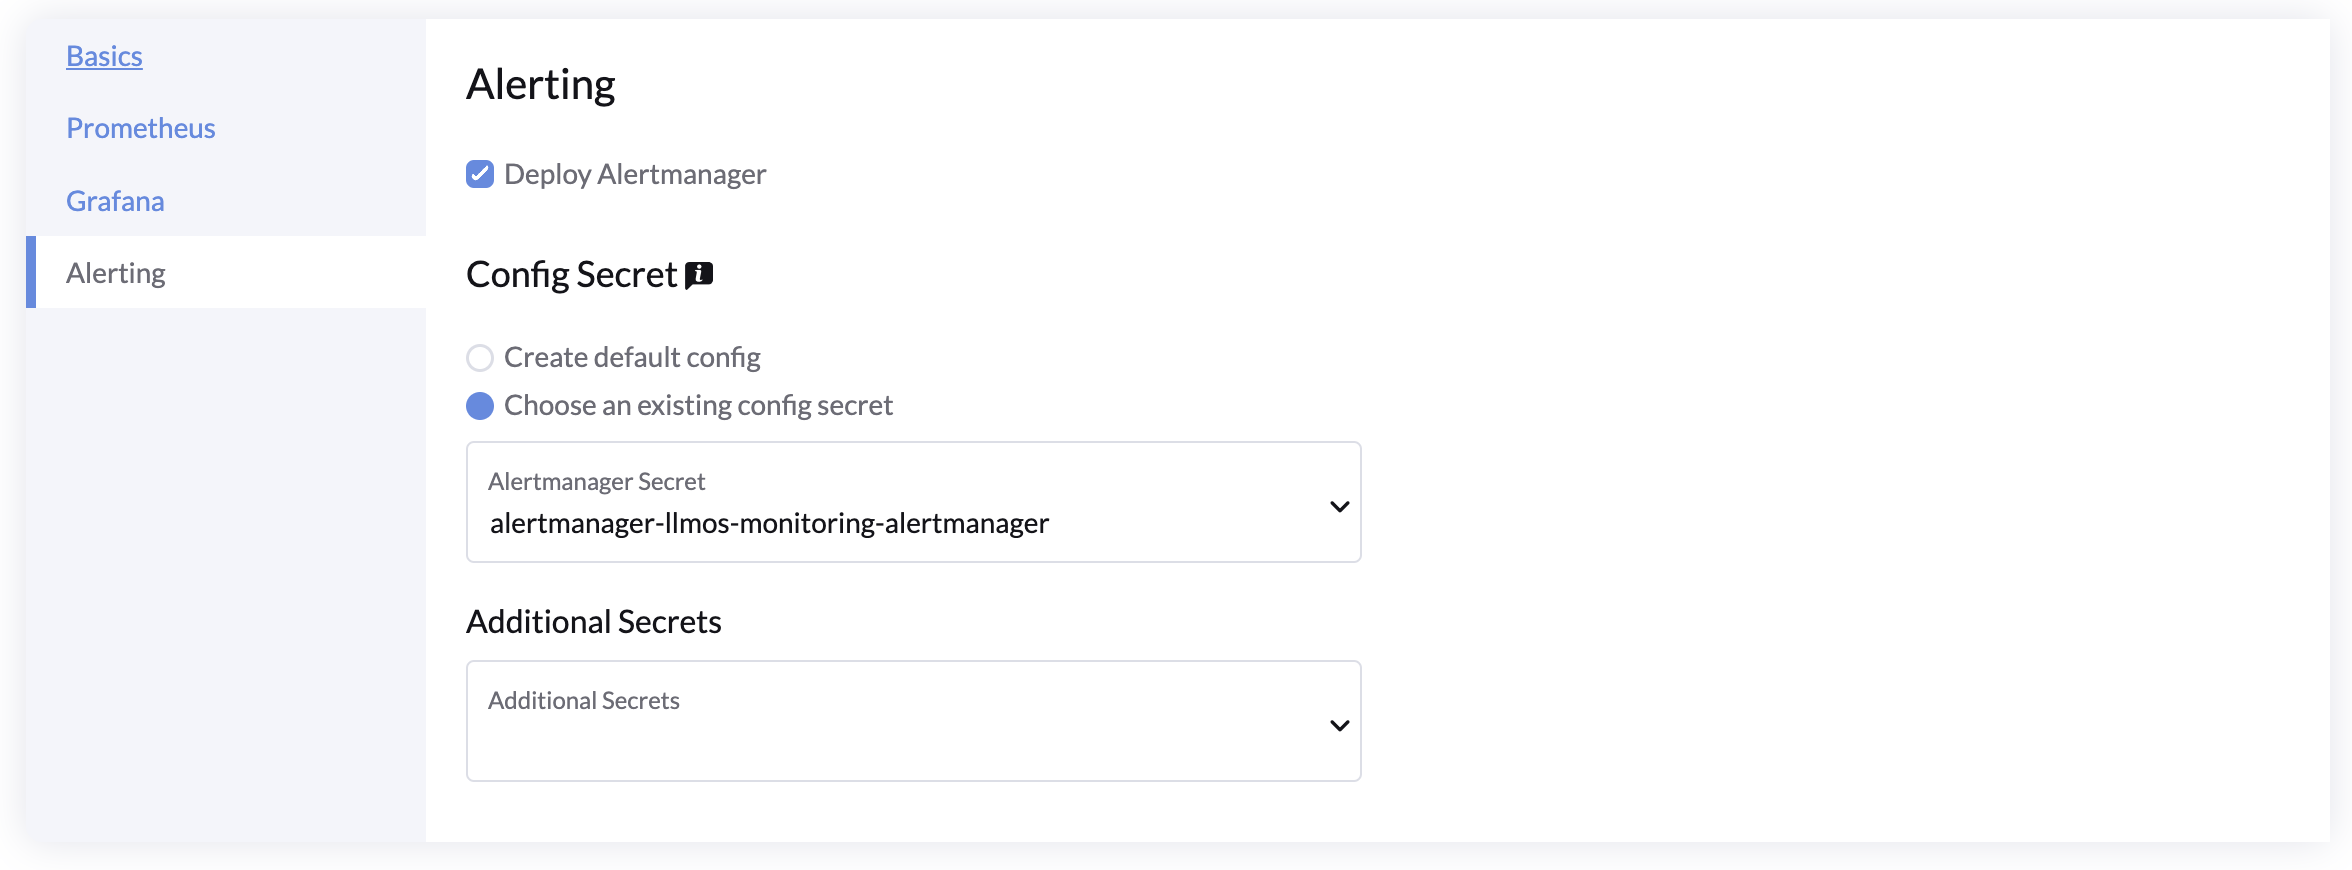 Basics
Prometheus
Grafana
Alerting
Alerting
Deploy Alertmanager
Config Secret
Create default config
Choose an existing config secret
Alertmanager Secret
alertmanager-llmos-monitoring-alertmanager
Additional Secrets
Additional Secrets